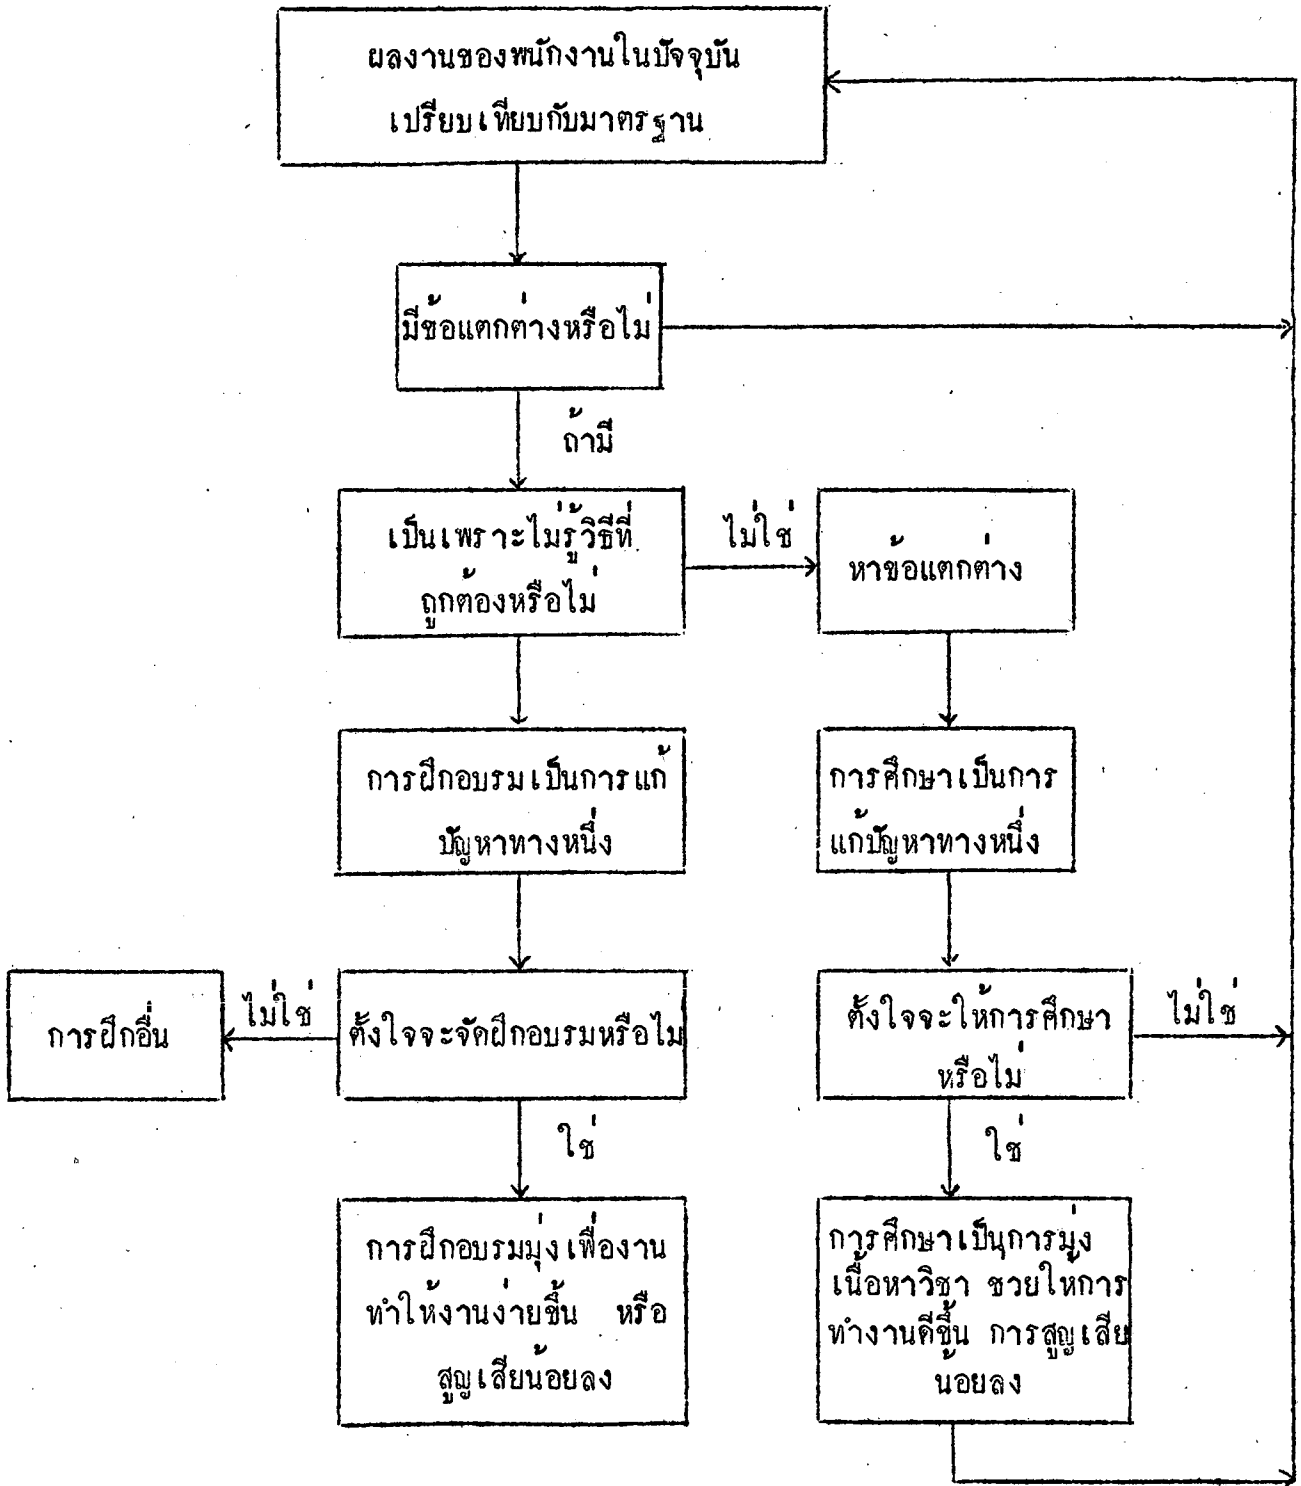 ผลงานของพนักงานในปัจจุบัน
เปรียบเทียบกับมาตรฐาน
มีข้อแตกต่างหรือไม่
ถ้ามี
เป็นเพราะไม่รู้วิธีที่
ถูกต้องหรือไม่
ไม่ใช่
หาข้อแตกต่าง
การฝึกอบรมเป็นการแก้
ปัญหาทางหนึ่ง
การศึกษาเป็นการ
แก้ปัญหาทางหนึ่ง
การฝึกอื่น
ไม่ใช่
ตั้งใจจะจัดฝึกอบรมหรือไม่
ตั้งใจจะให้การศึกษา
หรือไม่
ไม่ใช่
ใช่
ใช่
การฝึกอบรมมุ่งเพื่องาน
ทำให้งานง่ายขึ้น หรือ
สูญเสียน้อยลง
การศึกษาเป็นการมุ่ง
เนื้อหาวิชา ชวยให้การ
ทำงานดีขึ้น การสูญเสีย
น้อยลง